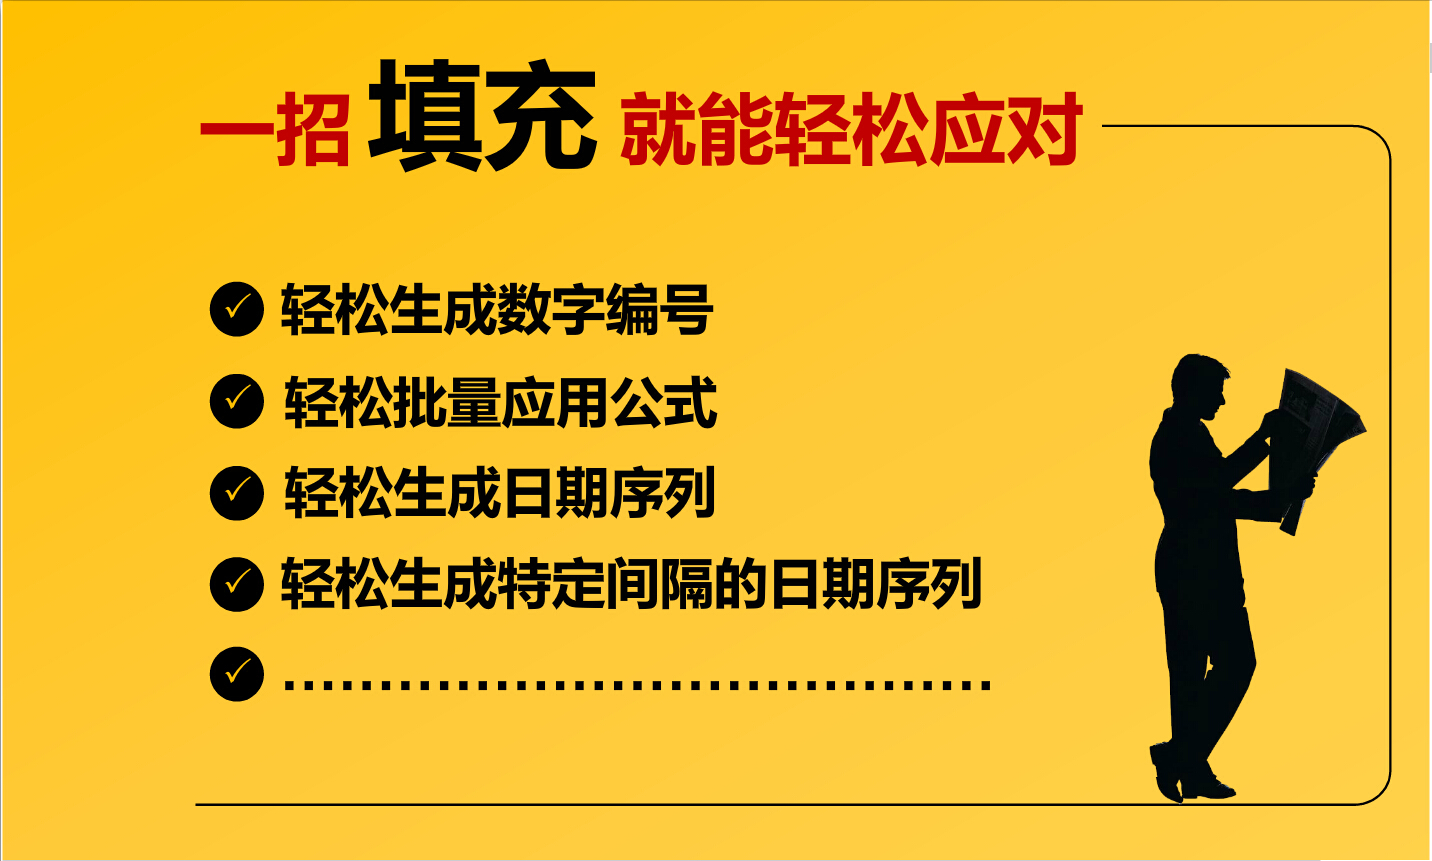 一招填充就能轻松应对
轻松生成数字编号
轻松批量应用公式
轻松生成日期序列
轻松生成特定间隔的日期序列
.....................................